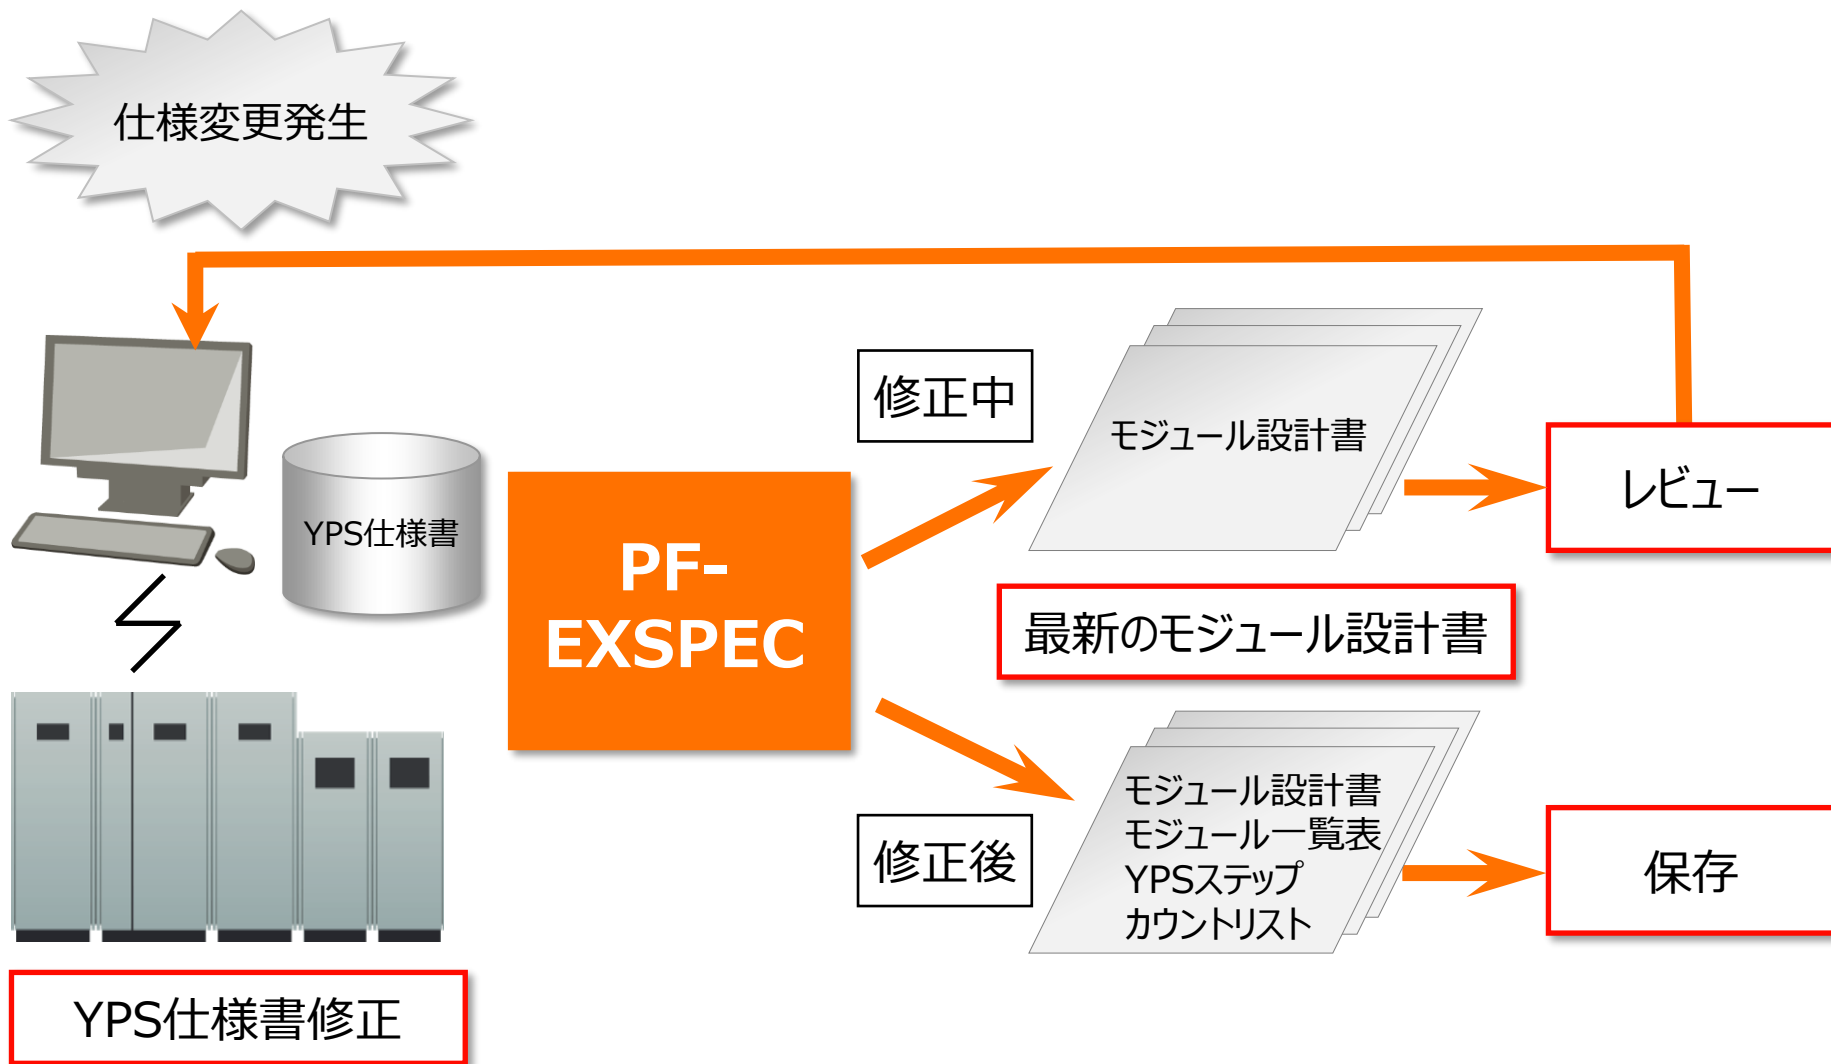 仕様変更発生
修正中
モジュール設計書
レビュー
YPS仕様書
PF-
EXSPEC
最新のモジュール設計書
修正後
モジュール設計書
モジュール一覧表
YPSステップ
カウントリスト
保存
YPS仕様書修正